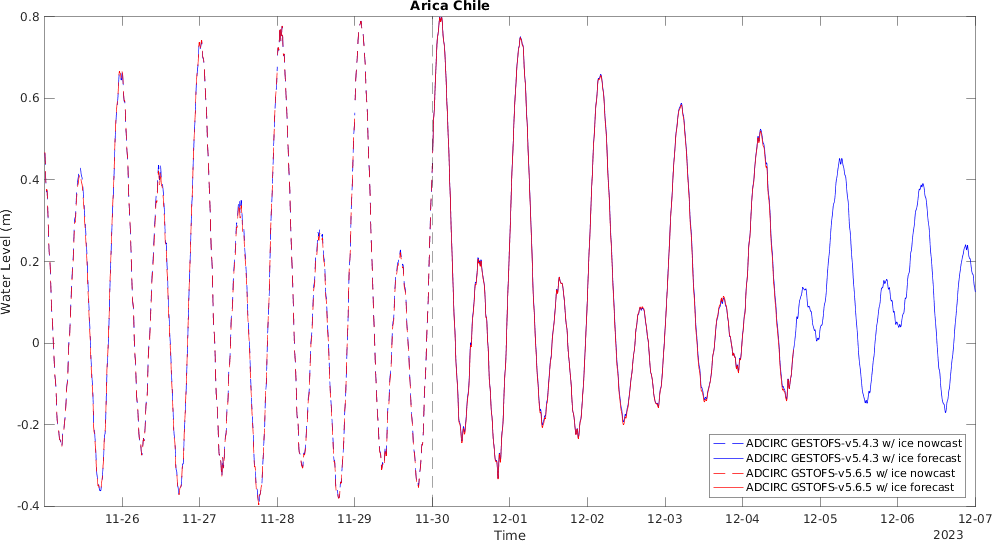 Arica Chile
0.8
0.6
0.4
0.2
0
-0.2
-0.4
Water Level (m)
ADCIRC GESTOFS-v5.4.3 w/ ice nowcast
ADCIRC GESTOFS-v5.4.3 w/ ice forecast
ADCIRC GSTOFS-v5.6.5 w/ ice nowcast
ADCIRC GSTOFS-v5.6.5 w/ ice forecast
11-26 11-27 11-28 11-29 11-30 12-01 12-02 12-03 12-04 12-05 12-06 12-07
Time
2023